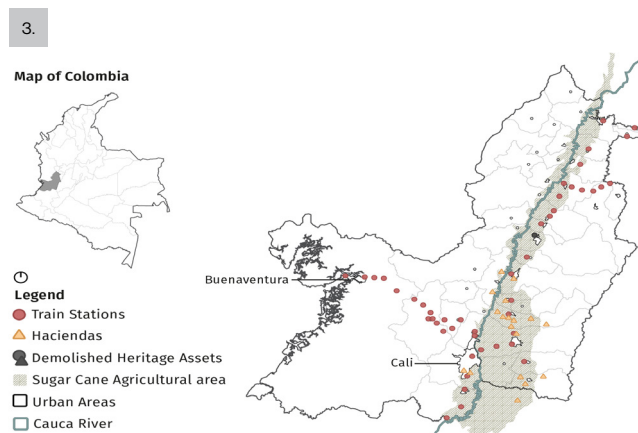 3.
Map of Colombia
Buenaventura
Cali
Legend
Train Stations
Haciendas
Demolished Heritage Assets
Sugar Cane Agricultural area
Urban Areas
Cauca River